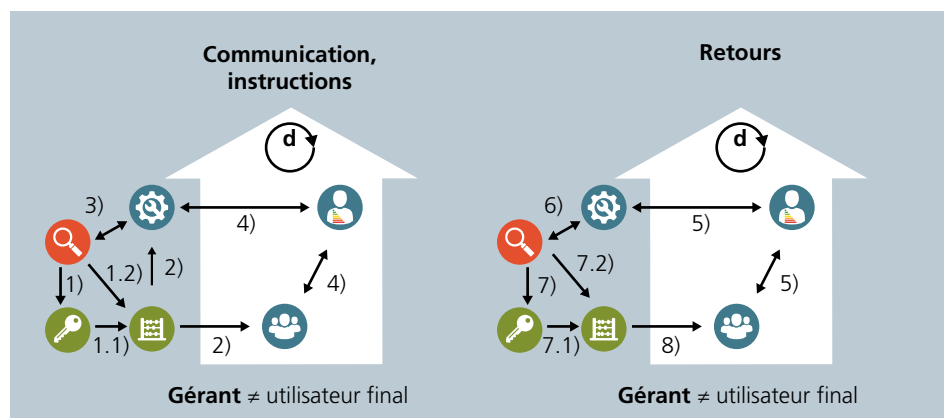 Communication,
instructions
d
3)
4)
1)
1.2)
2)
4)
1.1)
2)
Gérant ≠ utilisateur final
Retours
d
6)
5)
7)
7.2)
5)
7.1)
8)
Gérant ≠ utilisateur final